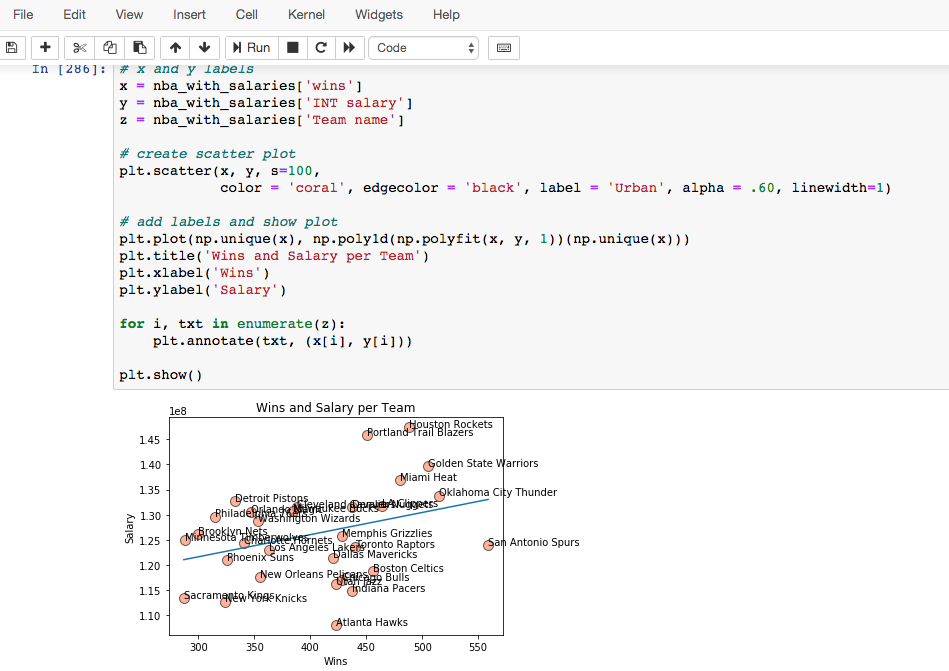 File Edit View Insert Cell Kernel Widgets Help
Run Code
In [286]: # x and y labels
x = nba_with_salaries['wins']
y = nba_with_salaries['INT salary']
z = nba_with_salaries['Team name']
# create scatter plot
plt.scatter(x, y, s=100,
color = 'coral', edgecolor = 'black', label = 'Urban', alpha = .60, linewidth=1)
# add labels and show plot
plt.plot(np.unique(x), np.poly1d(np.polyfit(x, y, 1))(np.unique(x)))
plt.title('Wins and Salary per Team')
plt.xlabel('Wins')
plt.ylabel('Salary')
for i, txt in enumerate(z):
plt.annotate(txt, (x[i], y[i]))
plt.show()
Wins and Salary per Team
1e8
Houston Rockets
Portland Trail Blazers
1.45
Golden State Warriors
1.40
Miami Heat
Oklahoma City Thunder
1.35
Detroit Pistons
Cleveland
Milwaukee Bucks
Orlando
Philadelphia
1.30
Washington Wizards
Brooklyn Nets
Memphis Grizzlies
Minnesota Timberwolves
Charlotte Hornets
1.25
San Antonio Spurs
Toronto Raptors
Los Angeles Lakers
Dallas Mavericks
Phoenix Suns
1.20
Boston Celtics
New Orleans Pelicans
Chicago Bulls
Utah Jazz
Indiana Pacers
1.15
Sacramento Kings
New York Knicks
1.10
Atlanta Hawks
Salary
300 350 400 450 500 550
Wins